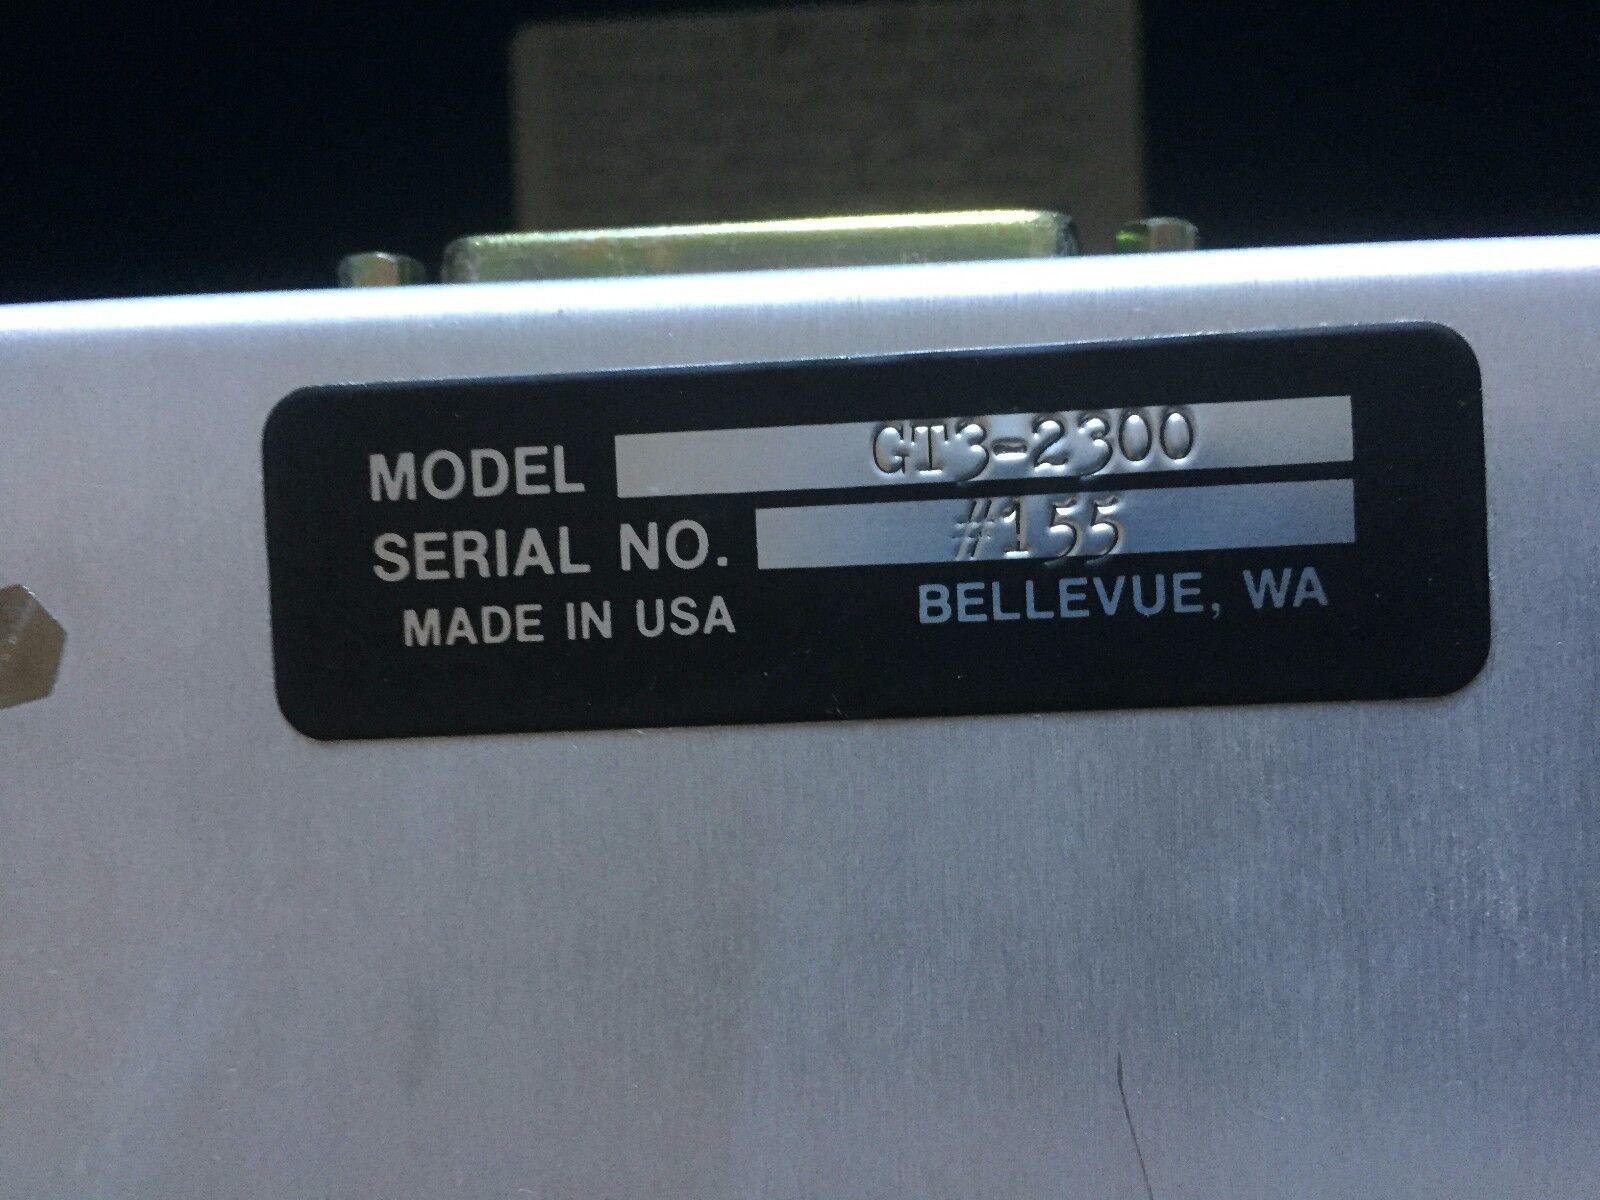 MODEL GT3-2300
SERIAL NO. #155
MADE IN USA BELLEVUE, WA